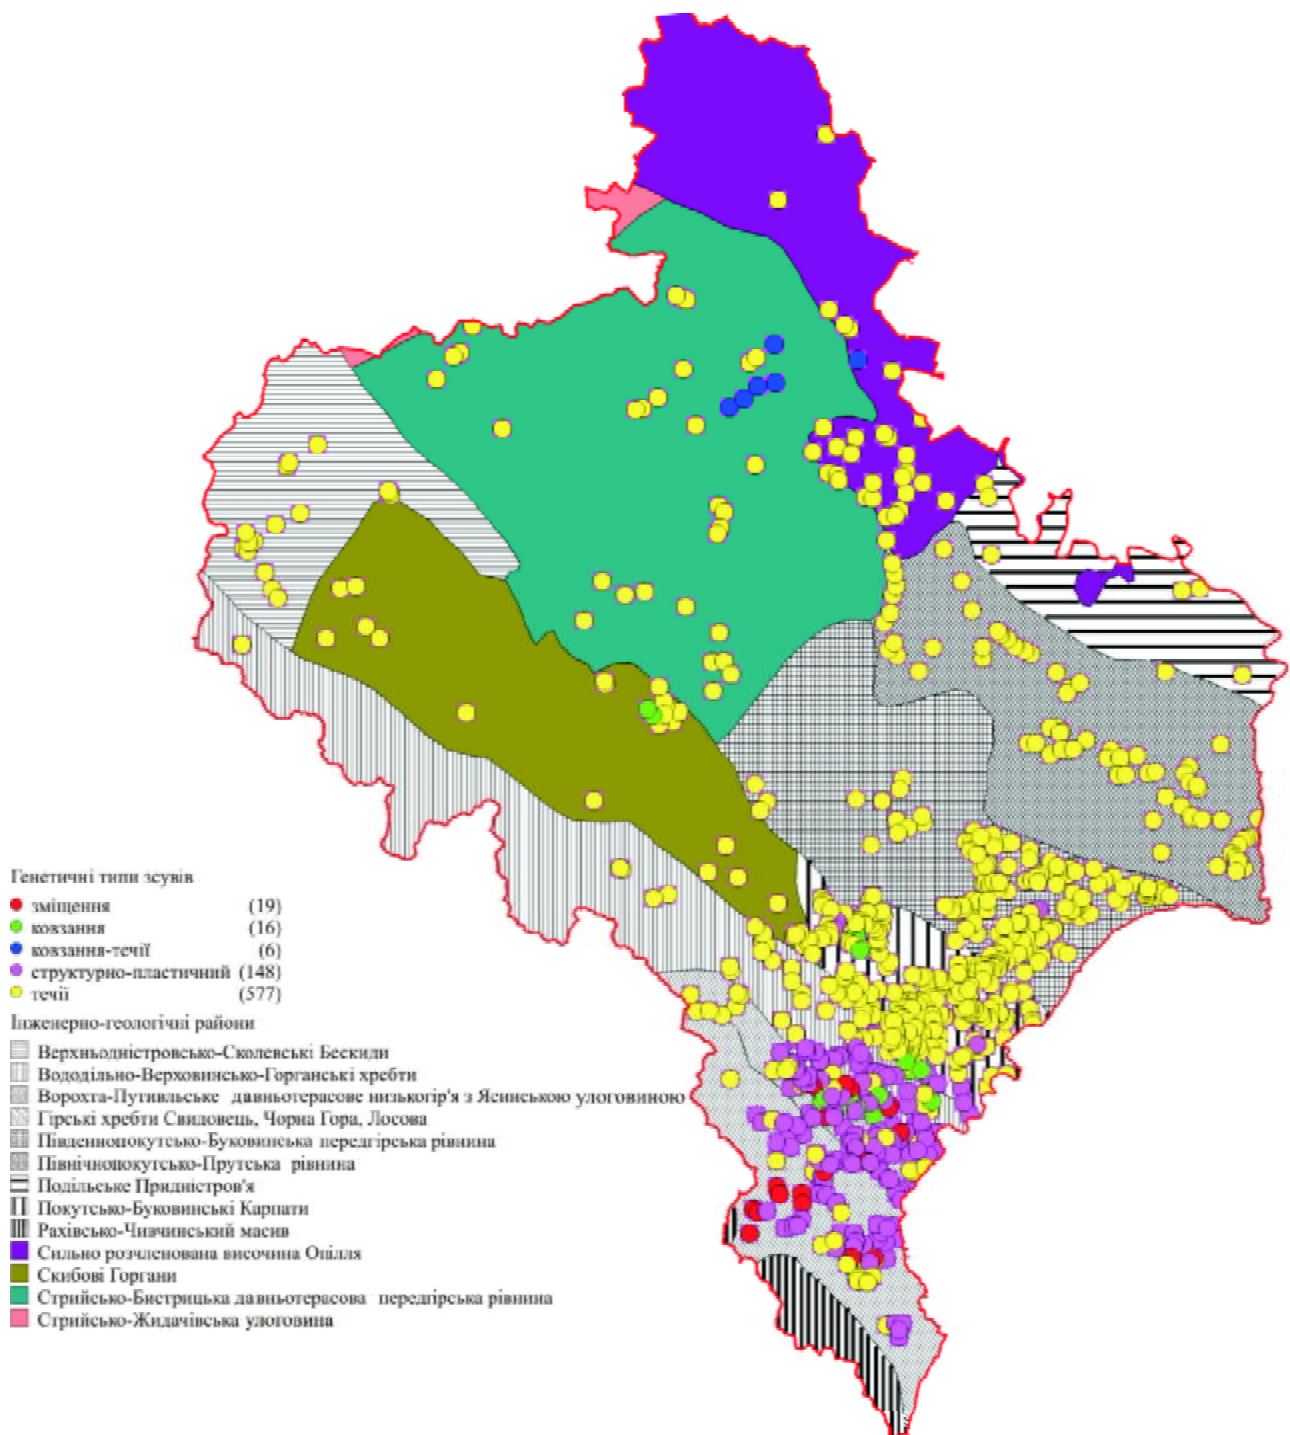 Генетичні типи зсувів
зміщення (19)
ковзання (16)
ковзання-течії (6)
структурно-пластичний (148)
течії (577)
Інженерно-геологічні райони
Верхньодністровсько-Сколевські Бескиди
Вододільно-Верховинсько-Горганські хребти
Ворохта-Путивльське давньотерасове низькогір'я з Ясинською улоговиною
Гірські хребти Свидовець, Чорна Гора, Лосова
Південнопокутсько-Буковинська передгірська рівнина
Північнопокутсько-Прутська рівнина
Подільське Придністров'я
Покутсько-Буковинські Карпати
Рахівсько-Чивчинський масив
Сильно розчленована височина Опілля
Скибові Горгани
Стрийсько-Бистрицька давньотерасова передгірська рівнина
Стрийсько-Жидачівська улоговина